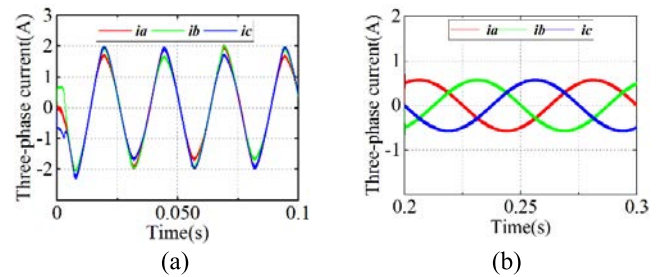 Three-phase current(A)
3
2
1
0
-1
-2
ia ib ic
0
0.050
0.1
Time(s)
(a)
Three-phase current(A)
2
1
0
-1
ia ib ic
0.2
0.25
0.3
Time(s)
(b)